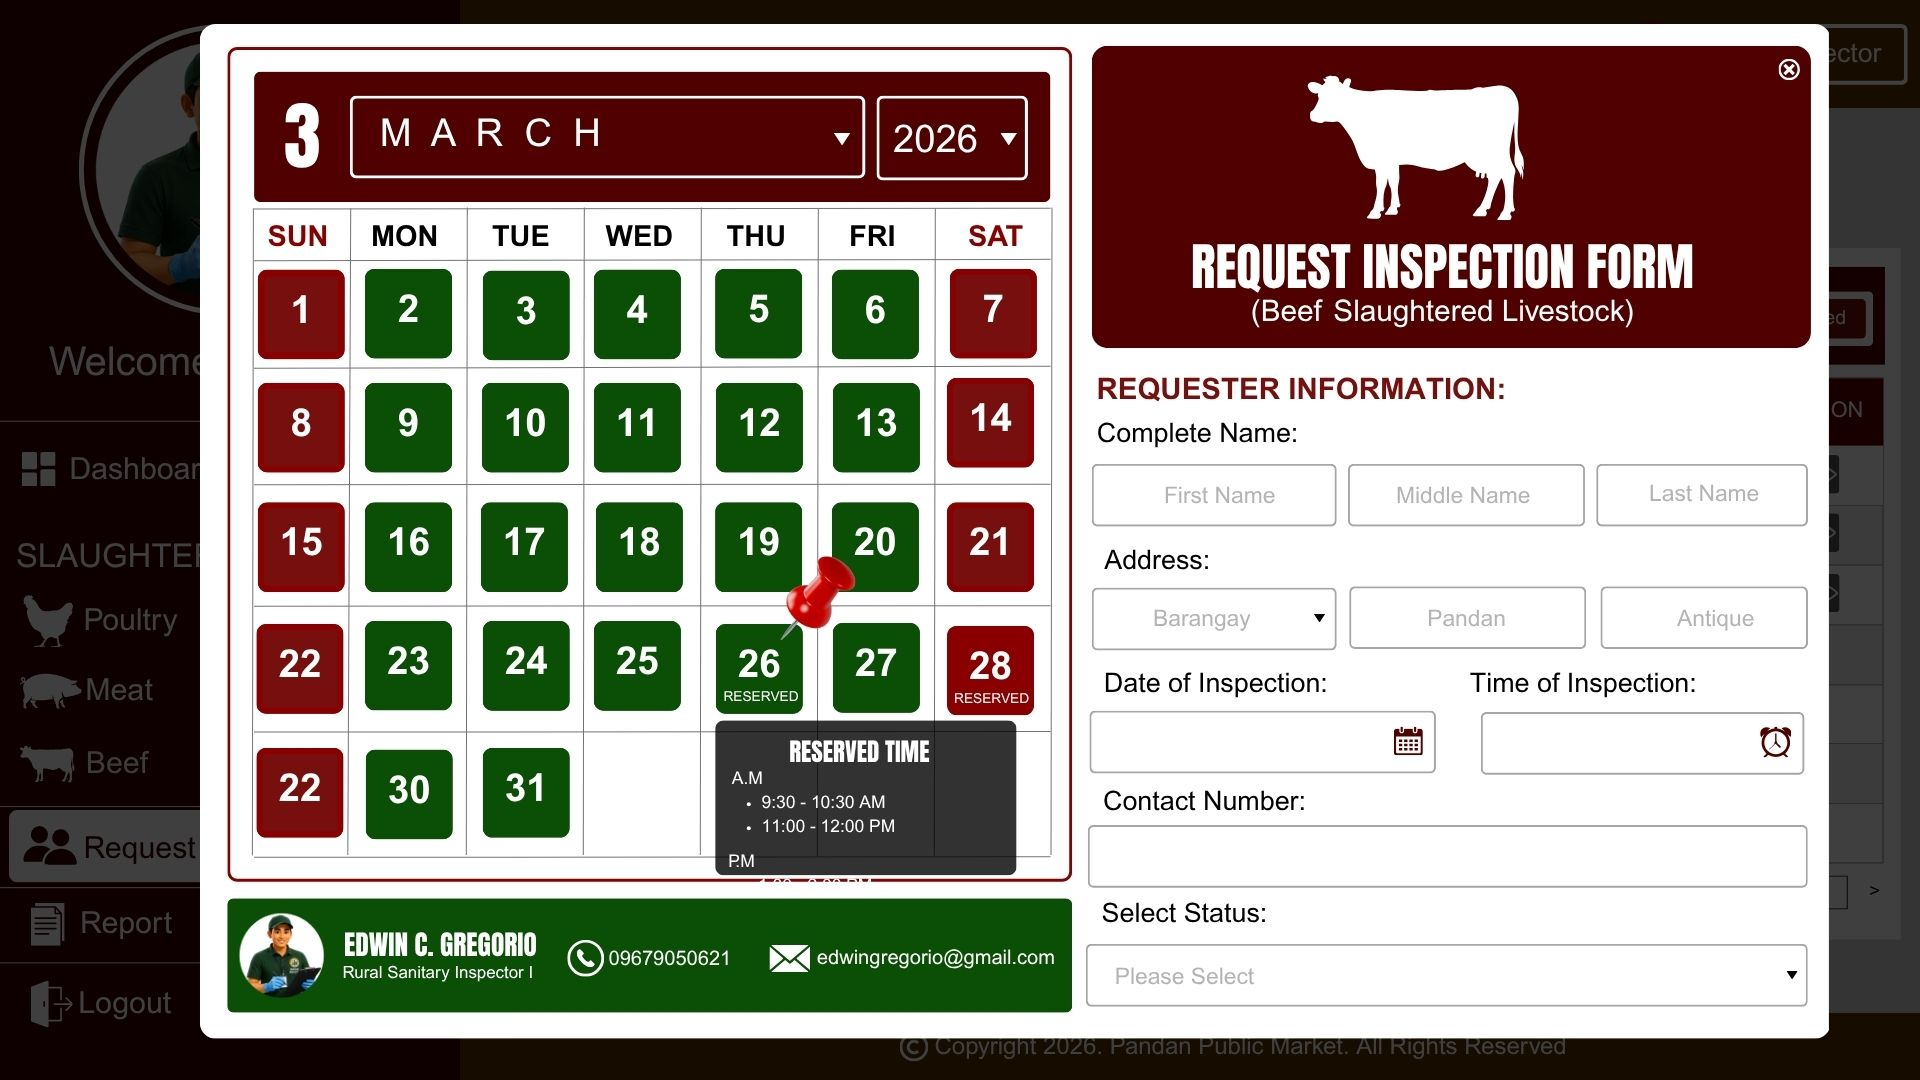 3 MARCH 2026
SUN MON TUE WED THU FRI SAT
1 2 3 4 5 6 7
8 9 10 11 12 13 14
15 16 17 18 19 20 21
22 23 24 25 26 27 28
RESERVED RESERVED
22 30 31
RESERVED TIME
A.M
• 9:30 - 10:30 AM
• 11:00 - 12:00 PM
P.M
EDWIN C. GREGORIO
Rural Sanitary Inspector I
09679050621
edwingregorio@gmail.com
REQUEST INSPECTION FORM
(Beef Slaughtered Livestock)
REQUESTER INFORMATION:
Complete Name:
First Name Middle Name Last Name
Address:
Barangay Pandan Antique
Date of Inspection: Time of Inspection:
Contact Number:
Select Status:
Please Select
Welcome
Dashboar
SLAUGHTE
Poultry
Meat
Beef
Request
Report
Logout
ector
ed
ON
>
© Copyright 2026. Pandan Public Market. All Rights Reserved